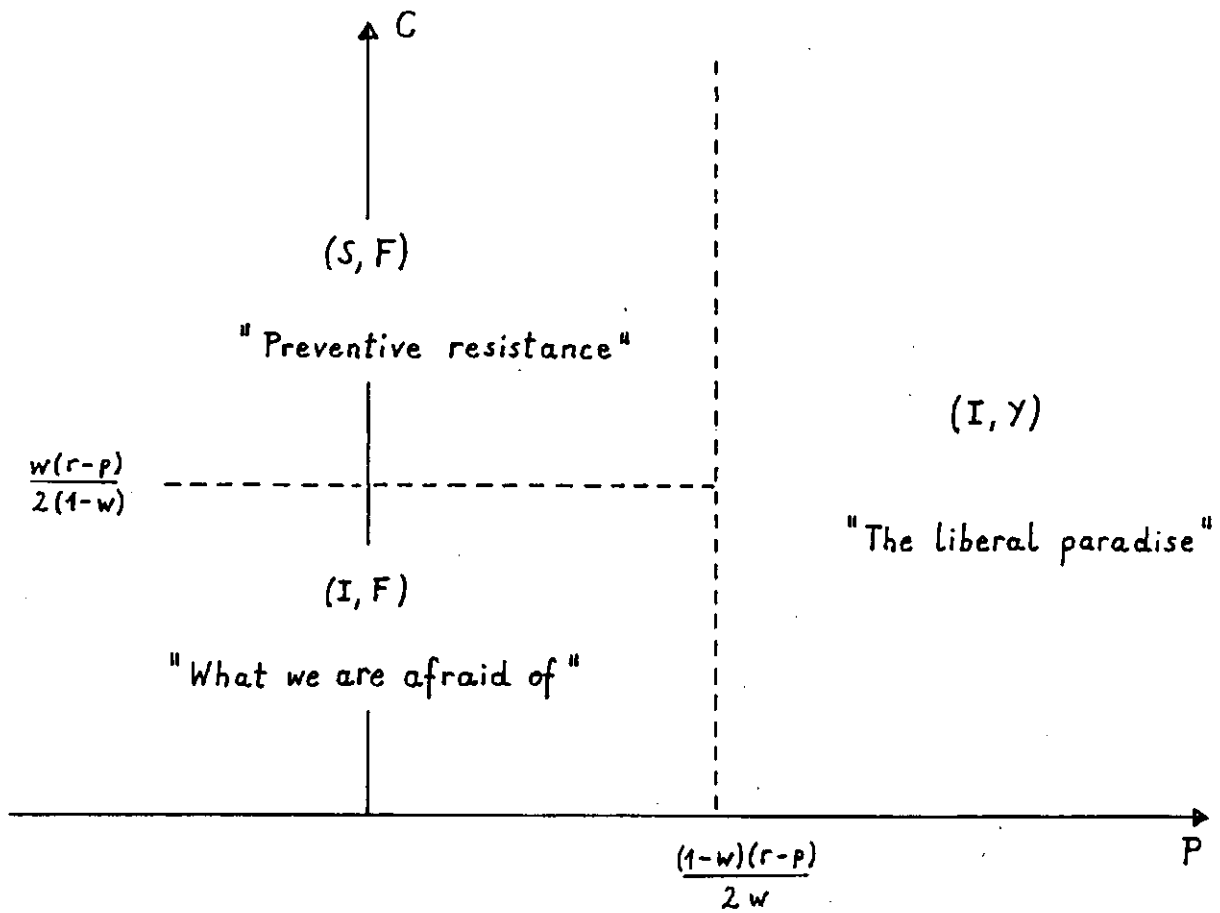 C
(S, F)
"Preventive resistance"
(I, Y)
w(r-p)
2(1-w)
"The liberal paradise"
(I, F)
"What we are afraid of"
P
(1-w)(r-p)
2w